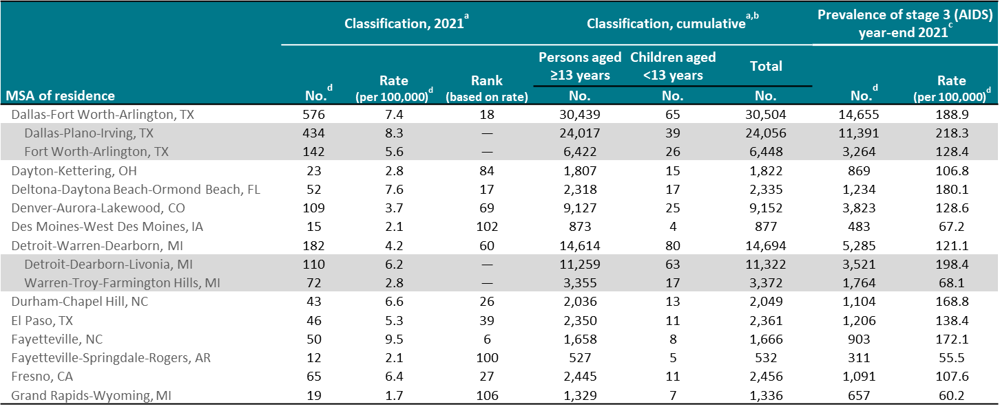 Classification, 2021a Classification, cumulativea,b Prevalence of stage 3 (AIDS)
year-end 2021c
Persons aged Children aged Total
≥13 years <13 years
Rate Rank Rate
MSA of residence No.d (per 100,000)d (based on rate) No. No. No. No.d (per 100,000)d
Dallas-Fort Worth-Arlington, TX 576 7.4 18 30,439 65 30,504 14,655 188.9
Dallas-Plano-Irving, TX 434 8.3 — 24,017 39 24,056 11,391 218.3
Fort Worth-Arlington, TX 142 5.6 — 6,422 26 6,448 3,264 128.4
Dayton-Kettering, OH 23 2.8 84 1,807 15 1,822 869 106.8
Deltona-Daytona Beach-Ormond Beach, FL 52 7.6 17 2,318 17 2,335 1,234 180.1
Denver-Aurora-Lakewood, CO 109 3.7 69 9,127 25 9,152 3,823 128.6
Des Moines-West Des Moines, IA 15 2.1 102 873 4 877 483 67.2
Detroit-Warren-Dearborn, MI 182 4.2 60 14,614 80 14,694 5,285 121.1
Detroit-Dearborn-Livonia, MI 110 6.2 — 11,259 63 11,322 3,521 198.4
Warren-Troy-Farmington Hills, MI 72 2.8 — 3,355 17 3,372 1,764 68.1
Durham-Chapel Hill, NC 43 6.6 26 2,036 13 2,049 1,104 168.8
El Paso, TX 46 5.3 39 2,350 11 2,361 1,206 138.4
Fayetteville, NC 50 9.5 6 1,658 8 1,666 903 172.1
Fayetteville-Springdale-Rogers, AR 12 2.1 100 527 5 532 311 55.5
Fresno, CA 65 6.4 27 2,445 11 2,456 1,091 107.6
Grand Rapids-Wyoming, MI 19 1.7 106 1,329 7 1,336 657 60.2